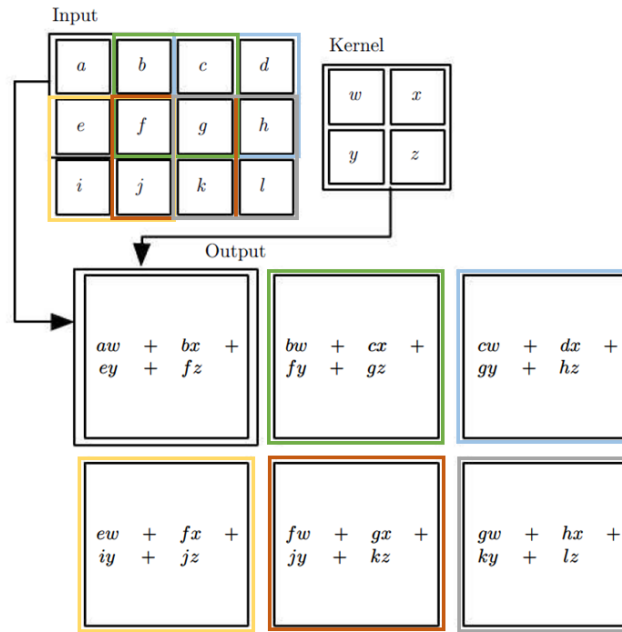 Input
Kernel
a b c d
w x
e f g h
y z
i j k l
Output
aw + bx +
ey + fz
bw + cx +
fy + gz
cw + dx +
gy + hz
ew + fx +
iy + jz
fw + gx +
jy + kz
gw + hx +
ky + lz